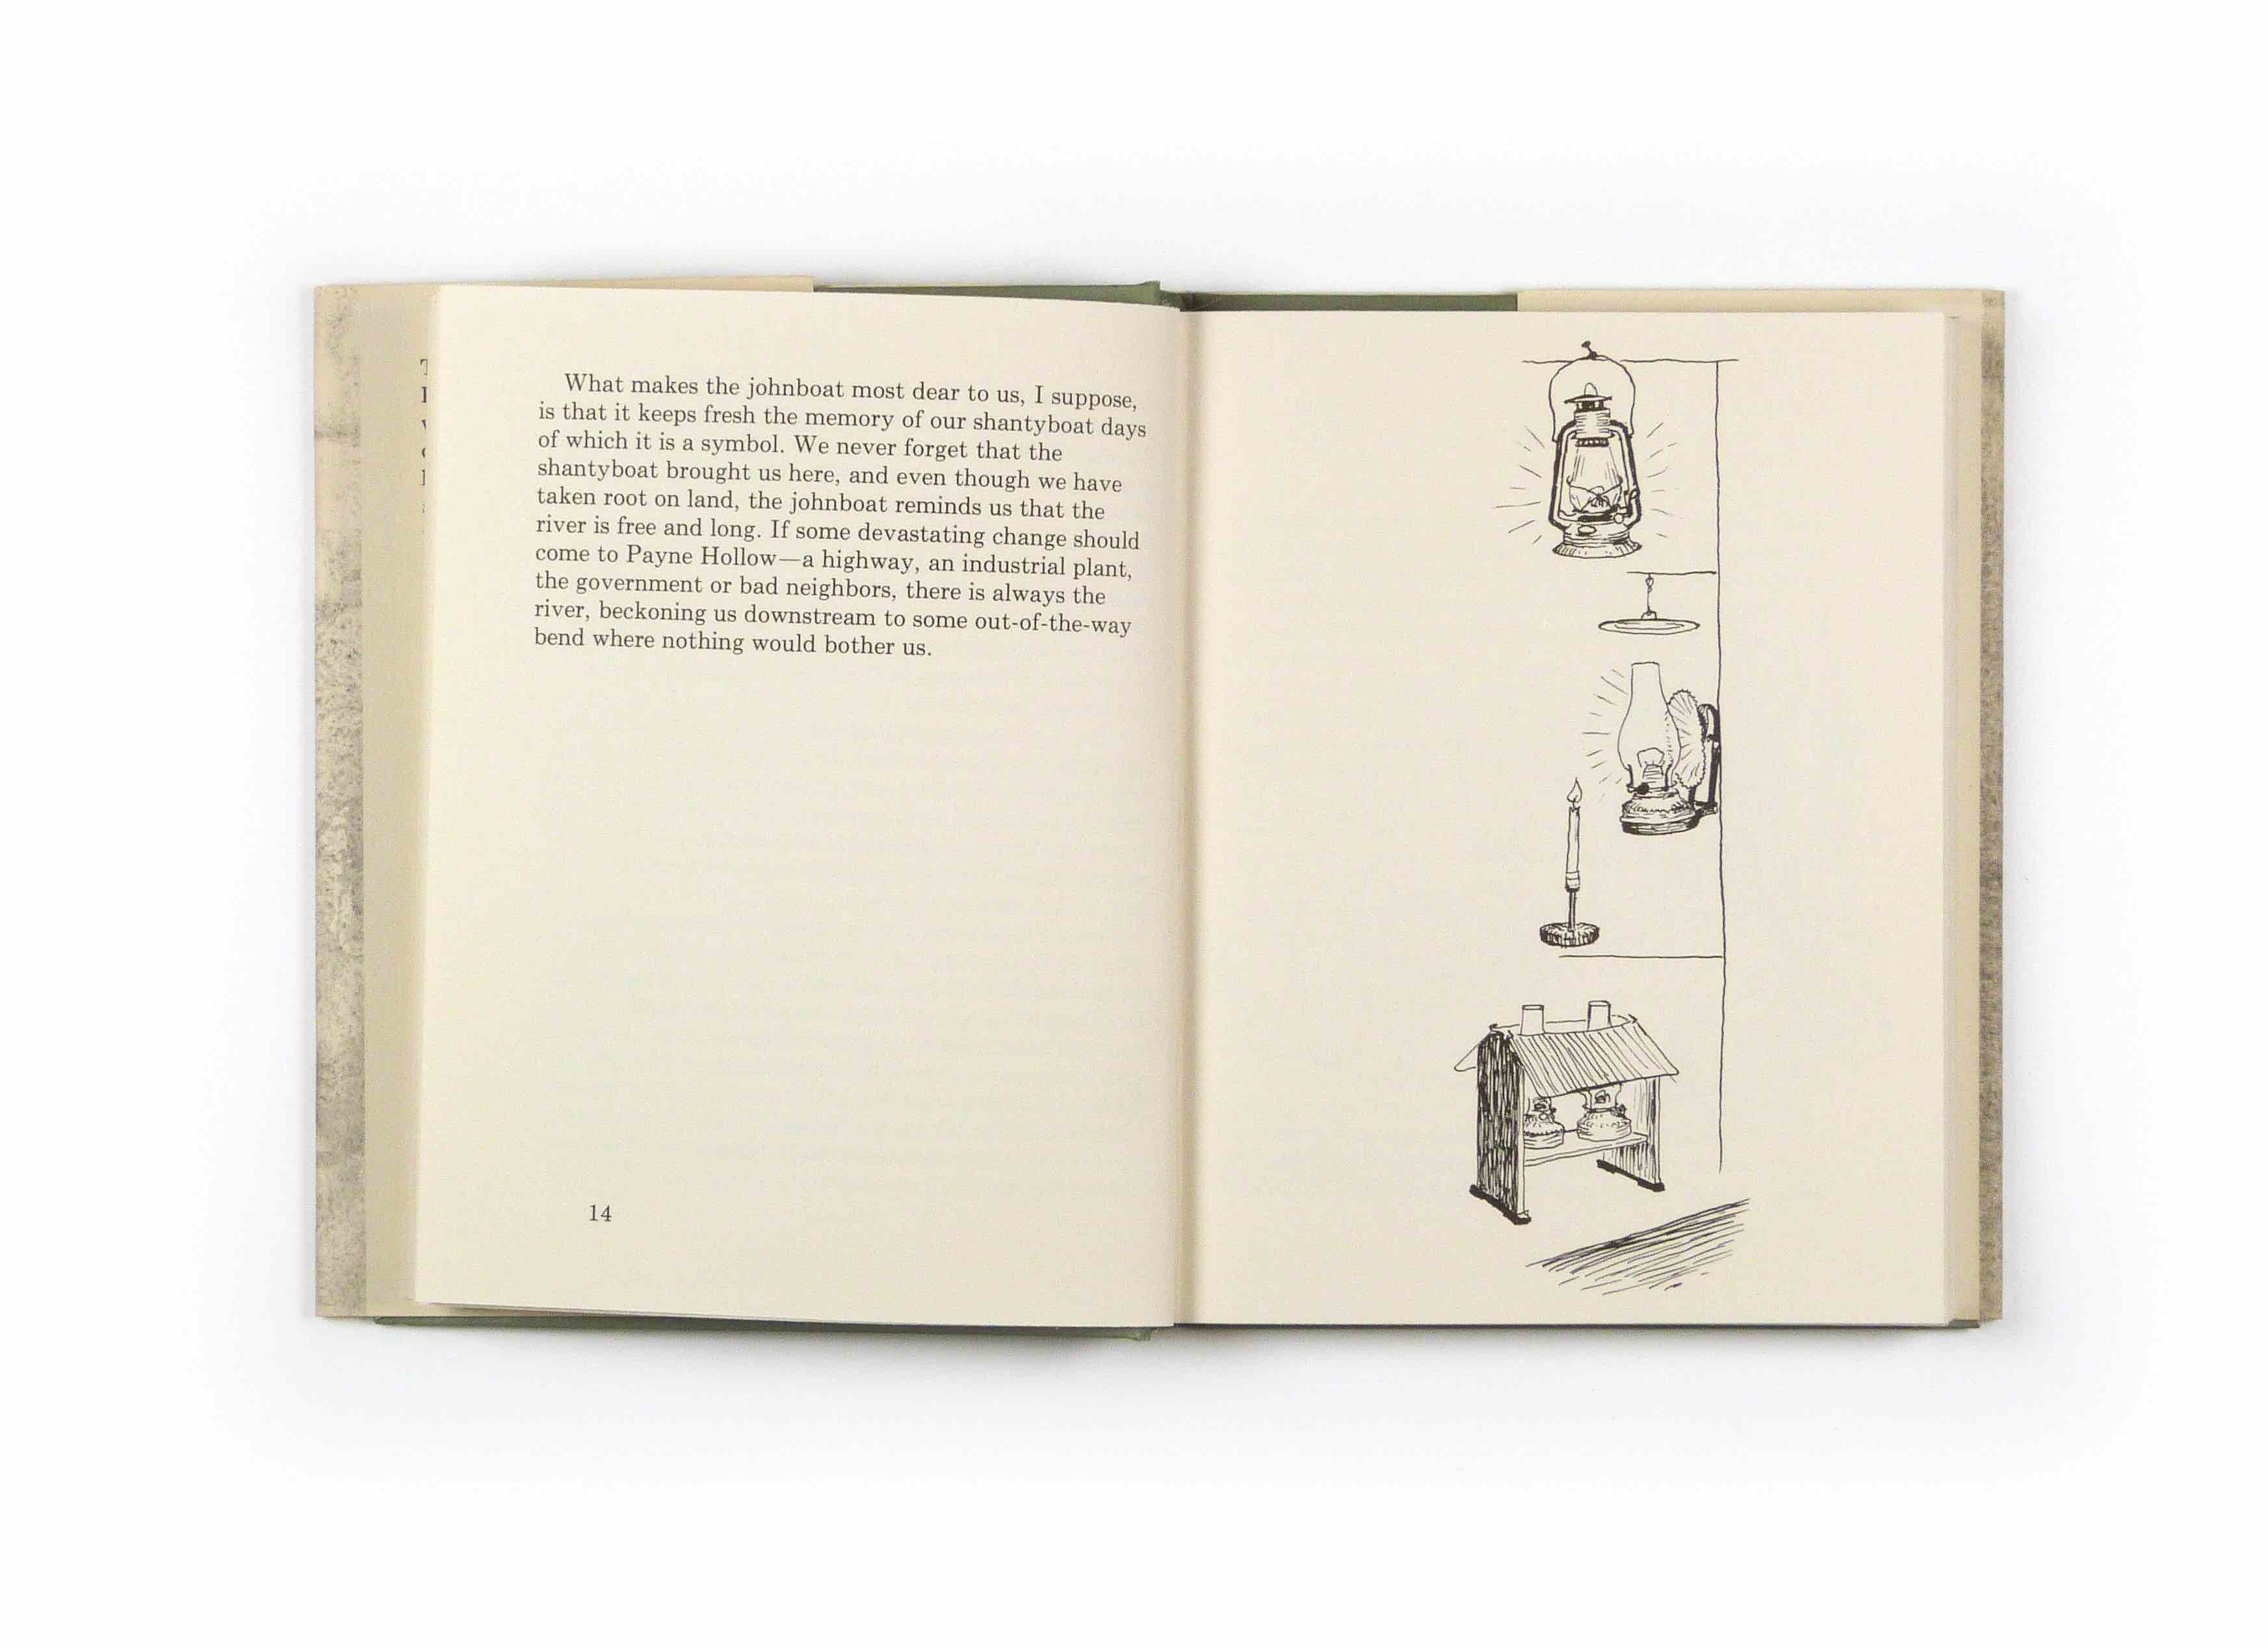 What makes the johnboat most dear to us, I suppose,
is that it keeps fresh the memory of our shantyboat days
of which it is a symbol. We never forget that the
shantyboat brought us here, and even though we have
taken root on land, the johnboat reminds us that the
river is free and long. If some devastating change should
come to Payne Hollow—a highway, an industrial plant,
the government or bad neighbors, there is always the
river, beckoning us downstream to some out-of-the-way
bend where nothing would bother us.
14